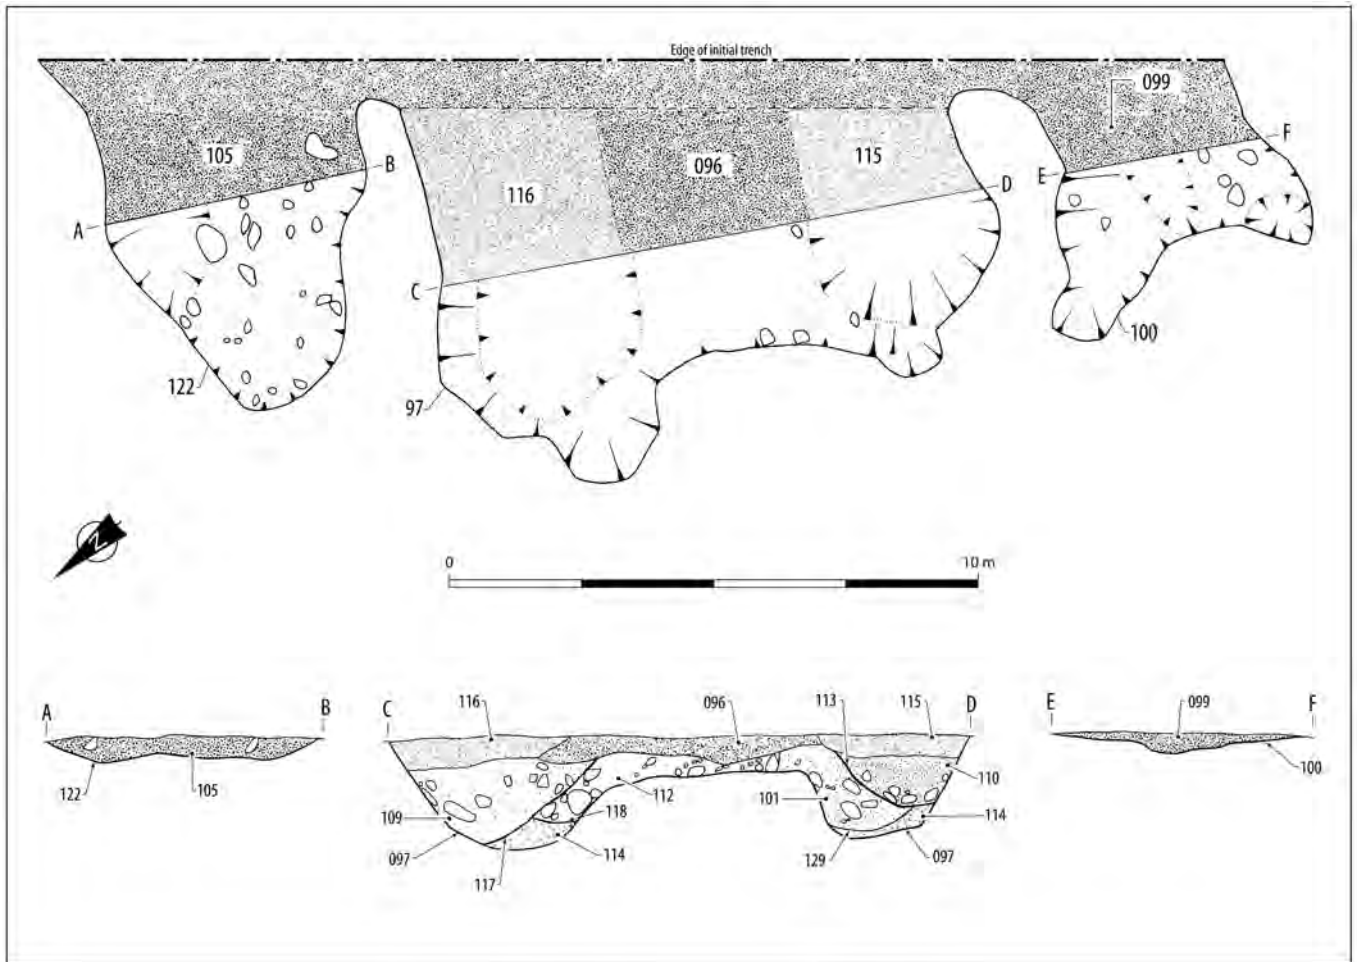 Edge of initial trench
099
105
B
F
116
096
115
E
D
A
C
122
97
100
N
0 10 m
A B C 116 096 113 115 D E 099 F
122 105 109 097 117 114 118 112 101 129 097 114 110 100